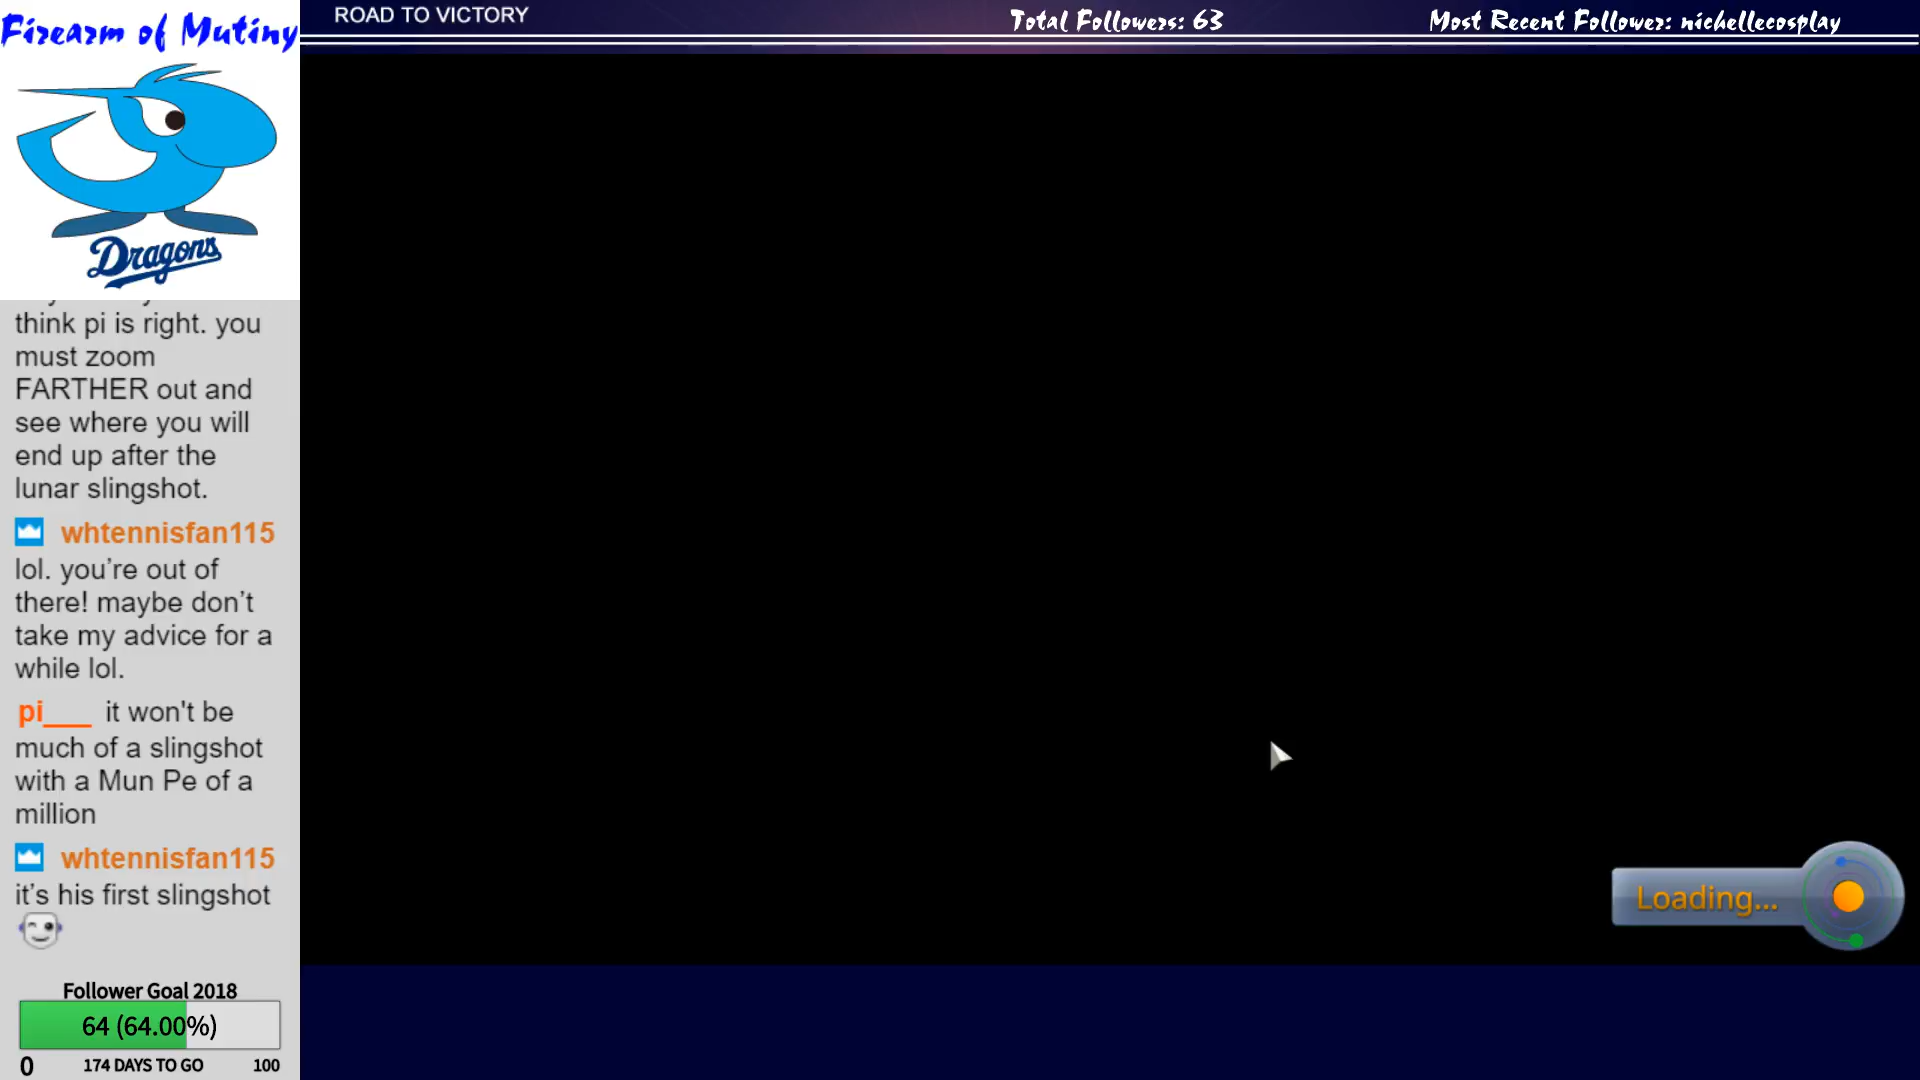 Firearm of Mutiny
ROAD TO VICTORY
Total Followers: 63
Most Recent Follower: nichellecosplay
Dragons
think pi is right. you
must zoom
FARTHER out and
see where you will
end up after the
lunar slingshot.
whtennisfan115
lol. you’re out of
there! maybe don’t
take my advice for a
while lol.
pi___ it won't be
much of a slingshot
with a Mun Pe of a
million
whtennisfan115
it’s his first slingshot
Loading...
Follower Goal 2018
64 (64.00%)
0
174 DAYS TO GO
100